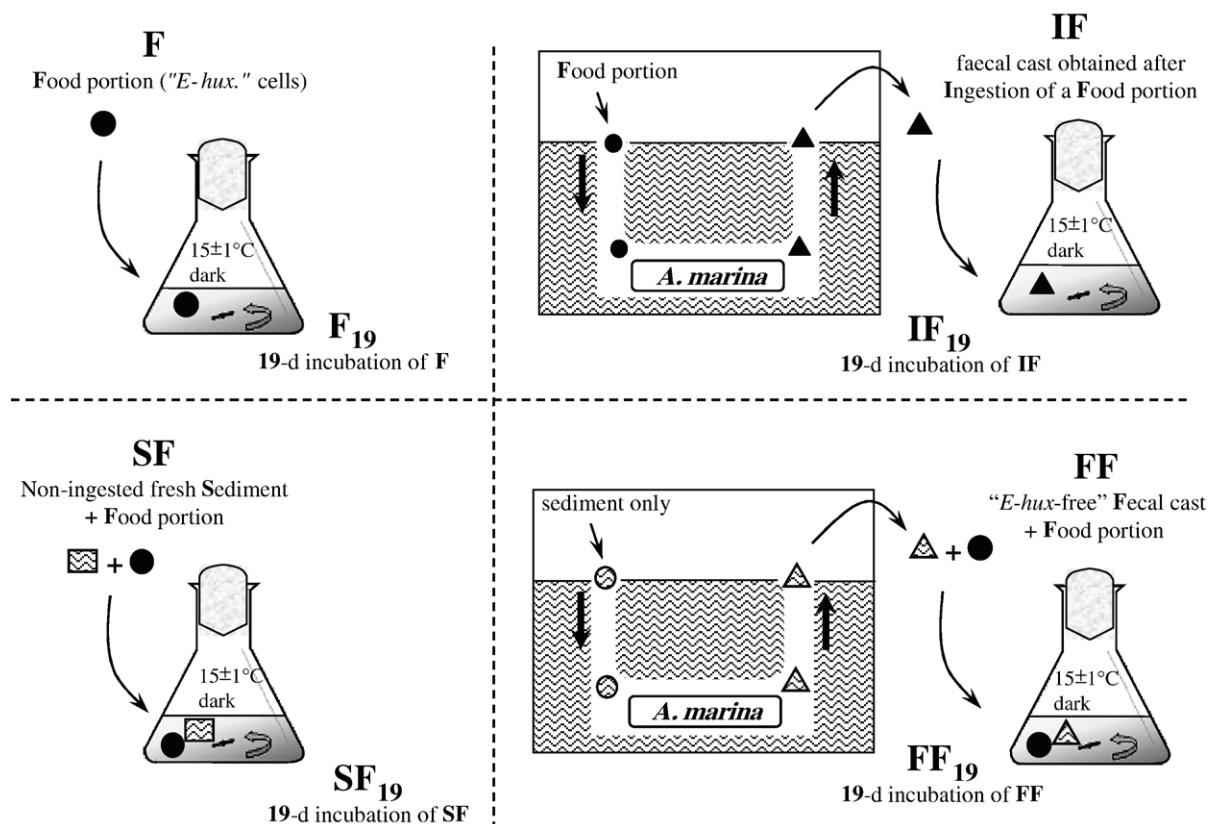 F
Food portion ("E-hux." cells)
15±1°C
dark
F19
19-d incubation of F
Food portion
A. marina
IF
faecal cast obtained after
Ingestion of a Food portion
15±1°C
dark
IF19
19-d incubation of IF
SF
Non-ingested fresh Sediment
+ Food portion
+
15±1°C
dark
SF19
19-d incubation of SF
sediment only
A. marina
FF
“E-hux-free” Fecal cast
+ Food portion
+
15±1°C
dark
FF19
19-d incubation of FF